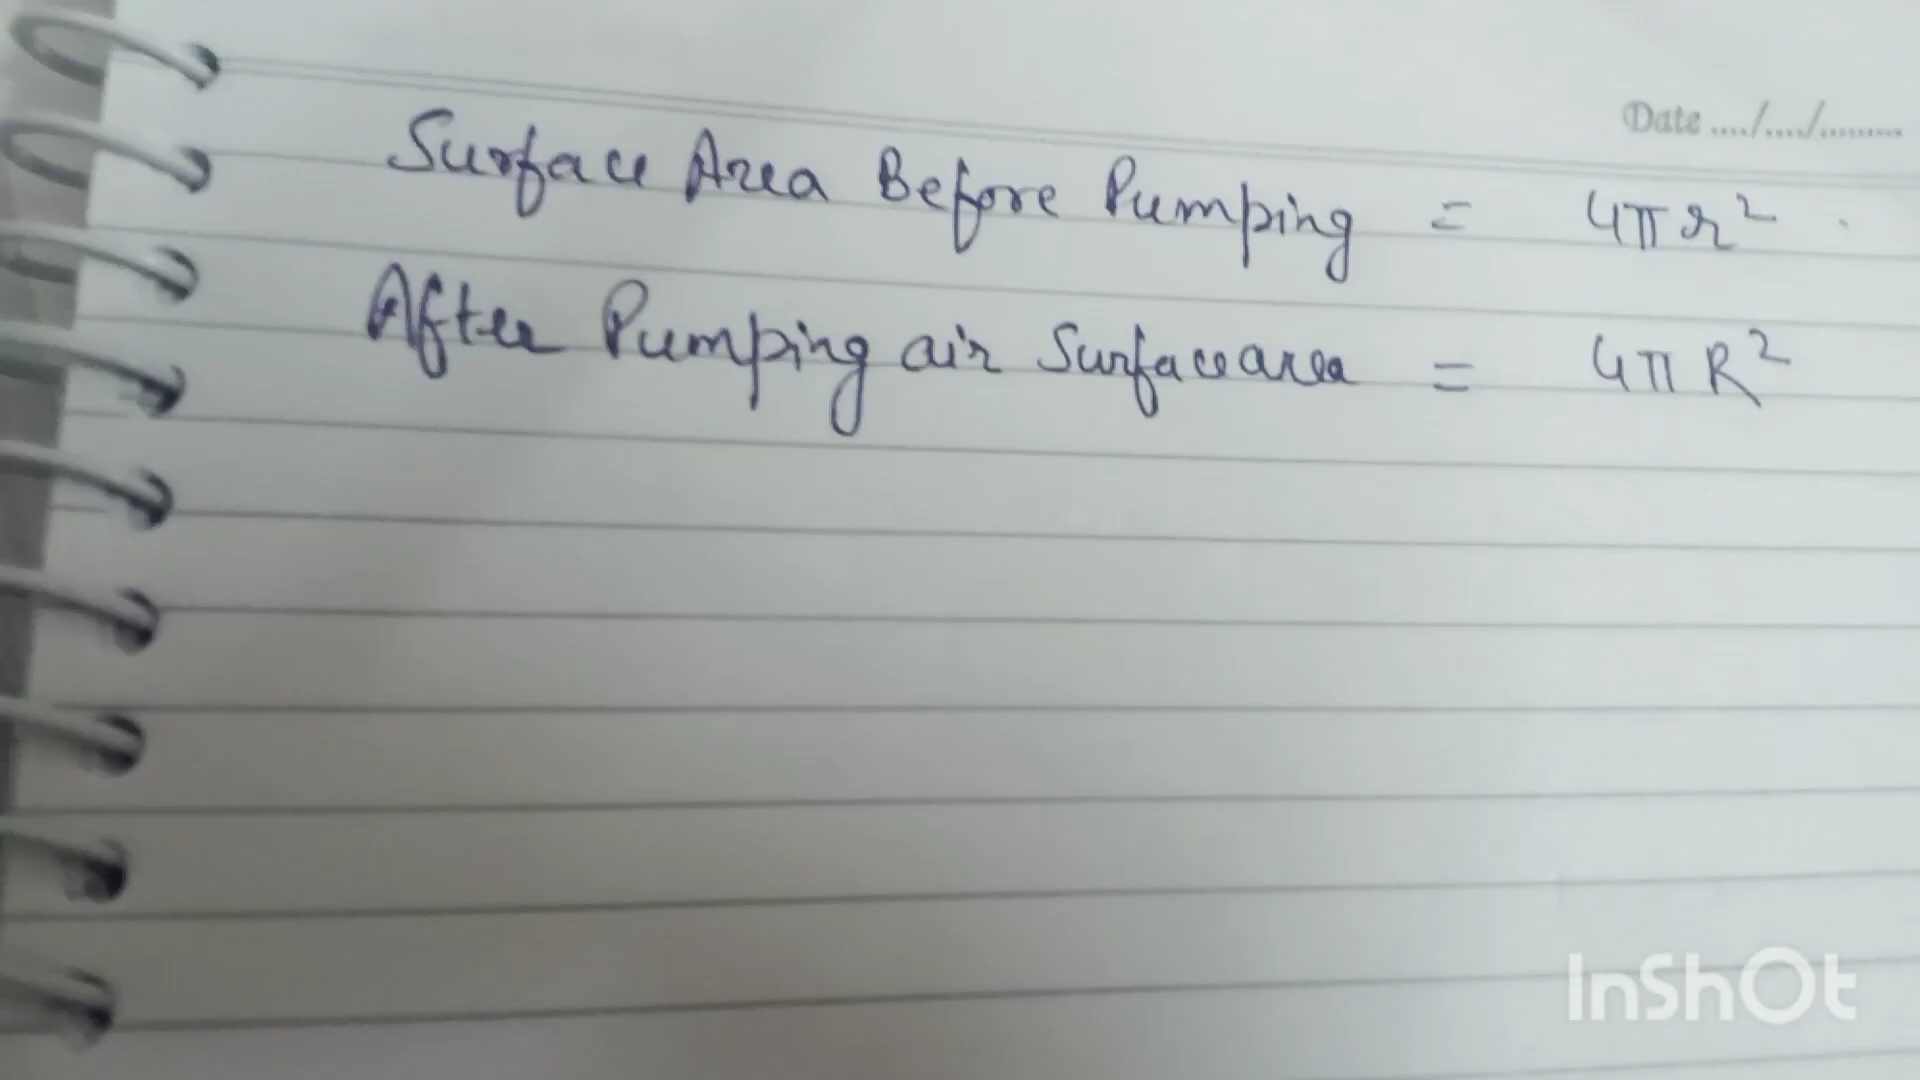 Date ..../..../.........
Surface Area Before Pumping = 4πr²
After Pumping air Surface area = 4πR²
InShOt